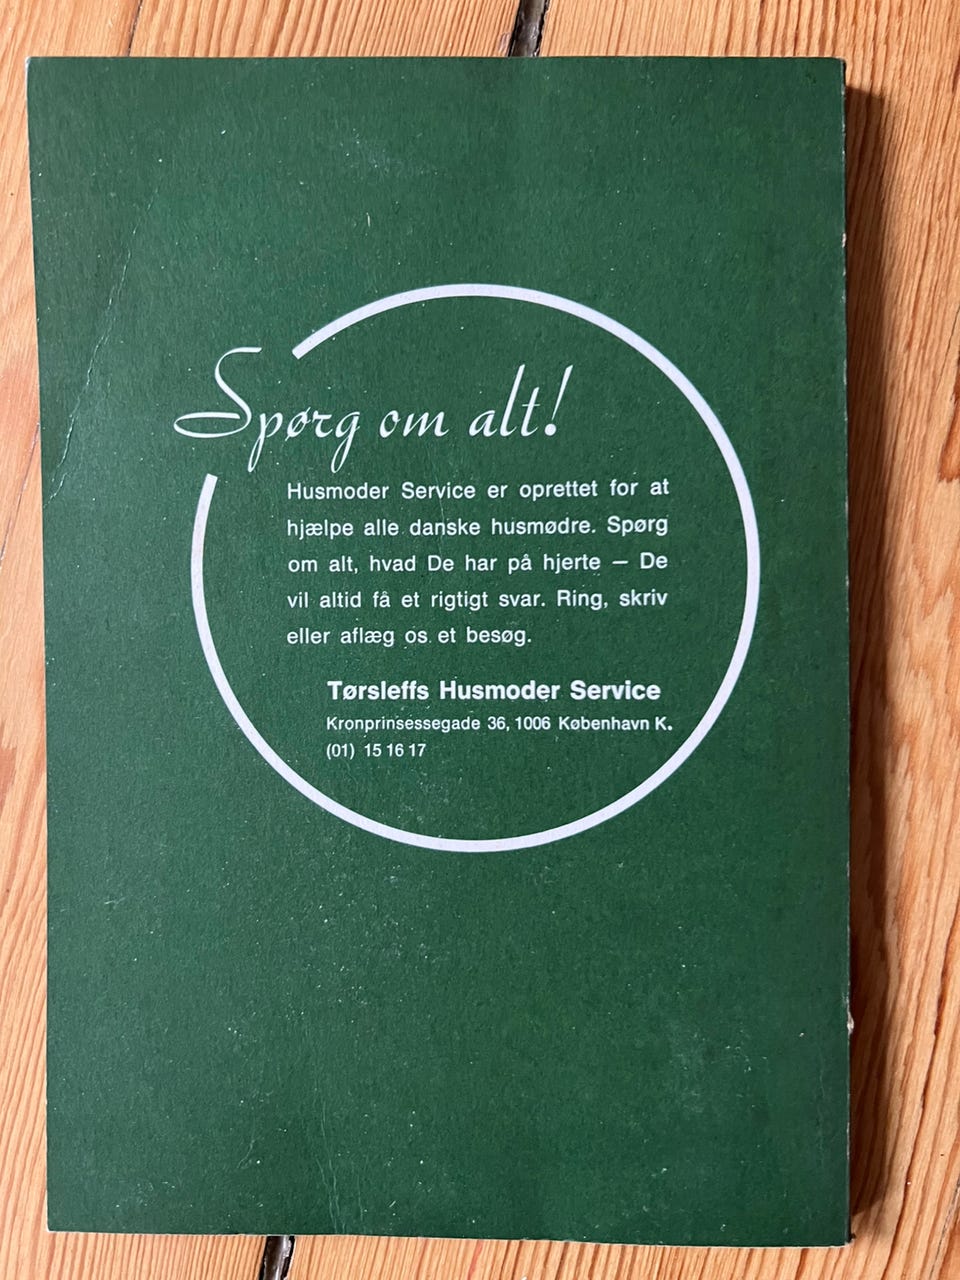 Spørg om alt!
Husmoder Service er oprettet for at
hjælpe alle danske husmødre. Spørg
om alt, hvad De har på hjerte — De
vil altid få et rigtigt svar. Ring, skriv
eller aflæg os et besøg.
Tørsleffs Husmoder Service
Kronprinsessegade 36, 1006 København K.
(01) 15 16 17